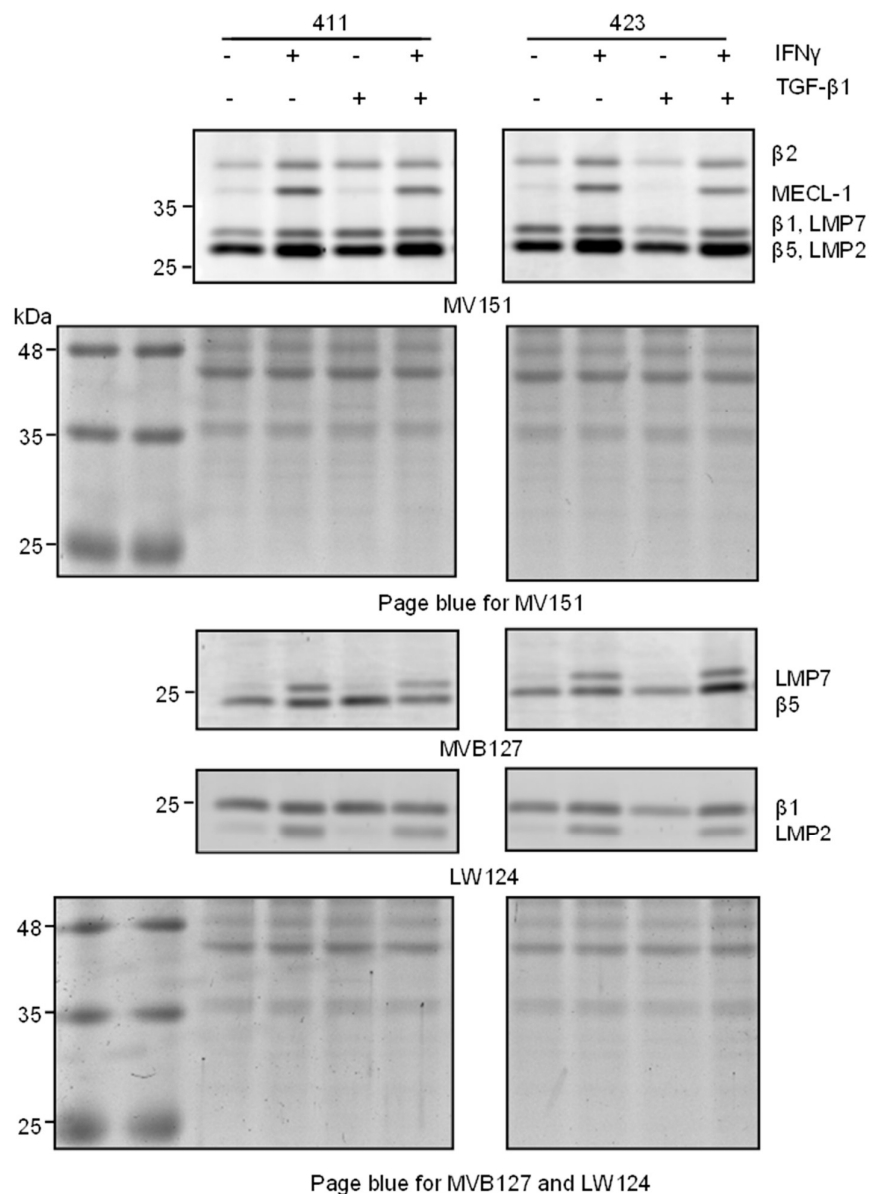 411 423
- + - + - + - + IFNγ
- - + + - - + + TGF-β1
β2
MECL-1
35
β1, LMP7
β5, LMP2
25
MV151
kDa
48
35
25
Page blue for MV151
LMP7
25
β5
MVB127
25
β1
LMP2
LW124
48
35
25
Page blue for MVB127 and LW124